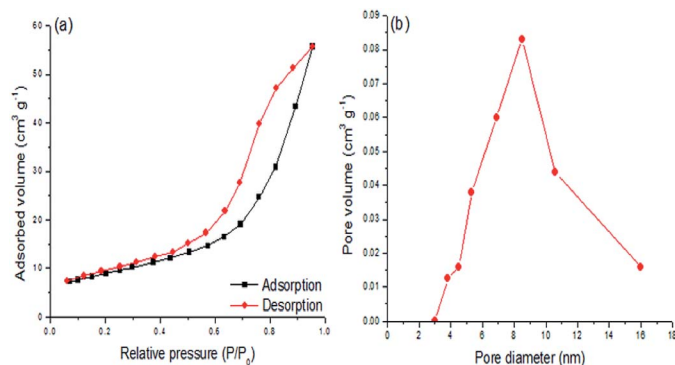 (a)
Adsorbed volume (cm³ g⁻¹)
60
50
40
30
20
10
0
0.0 0.2 0.4 0.6 0.8 1.0
Relative pressure (P/P₀)
Adsorption
Desorption
(b)
Pore volume (cm³ g⁻¹)
0.09
0.08
0.07
0.06
0.05
0.04
0.03
0.02
0.01
0.00
0 2 4 6 8 10 12 14 16 18
Pore diameter (nm)